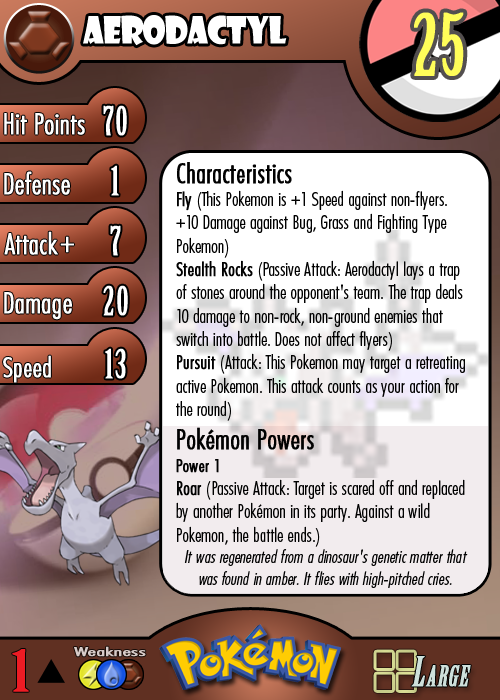 AERODACTYL
25
Hit Points 70
Defense 1
Attack+ 7
Damage 20
Speed 13
Characteristics
Fly (This Pokemon is +1 Speed against non-flyers.
+10 Damage against Bug, Grass and Fighting Type
Pokemon)
Stealth Rocks (Passive Attack: Aerodactyl lays a trap
of stones around the opponent's team. The trap deals
10 damage to non-rock, non-ground enemies that
switch into battle. Does not affect flyers)
Pursuit (Attack: This Pokemon may target a retreating
active Pokemon. This attack counts as your action for
the round)
Pokémon Powers
Power 1
Roar (Passive Attack: Target is scared off and replaced
by another Pokémon in its party. Against a wild
Pokemon, the battle ends.)
It was regenerated from a dinosaur's genetic matter that
was found in amber. It flies with high-pitched cries.
1
Weakness
POKéMON
LARGE